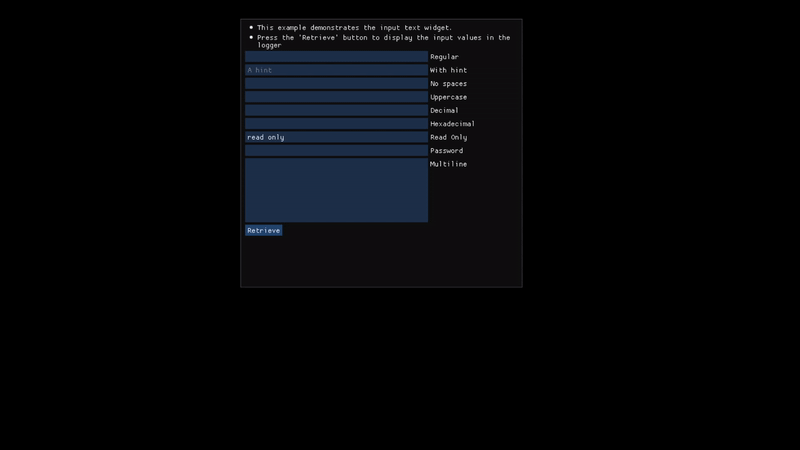 This example demonstrates the input text widget.
Press the 'Retrieve' button to display the input values in the
logger
Regular
A hint With hint
No spaces
Uppercase
Decimal
Hexadecimal
read only Read Only
Password
Multiline
Retrieve